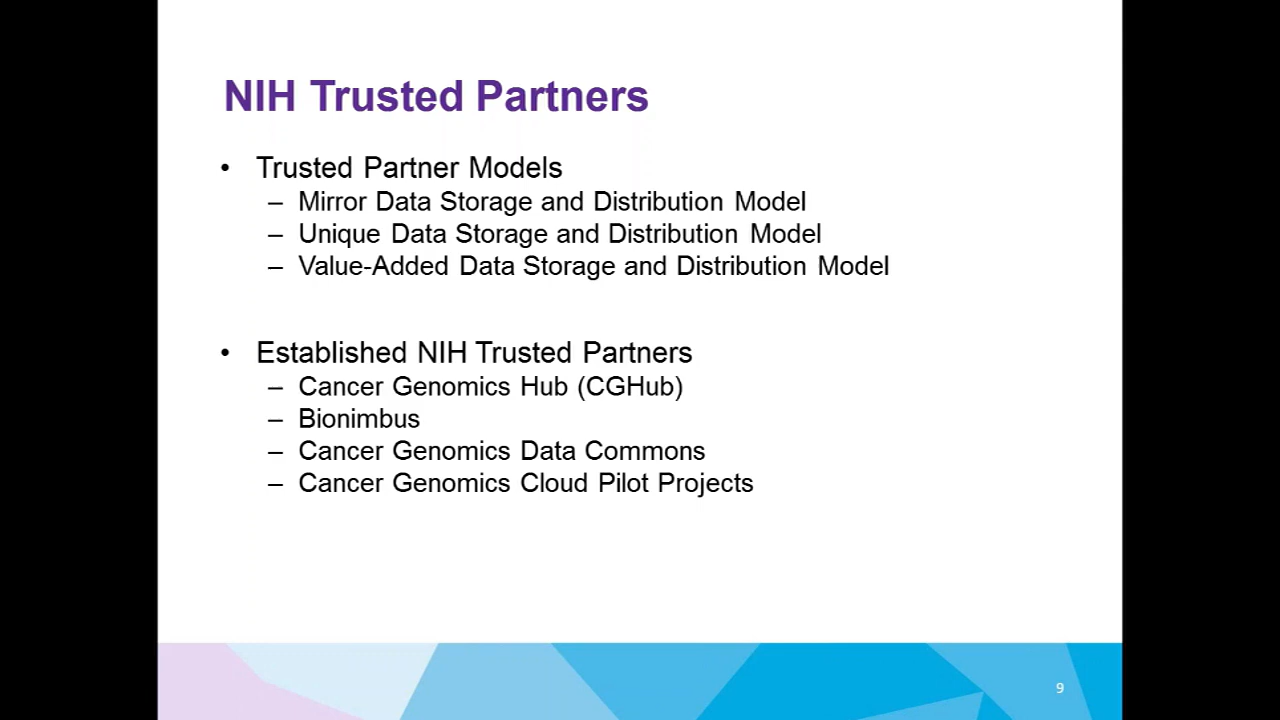 NIH Trusted Partners
• Trusted Partner Models
– Mirror Data Storage and Distribution Model
– Unique Data Storage and Distribution Model
– Value-Added Data Storage and Distribution Model
• Established NIH Trusted Partners
– Cancer Genomics Hub (CGHub)
– Bionimbus
– Cancer Genomics Data Commons
– Cancer Genomics Cloud Pilot Projects
9